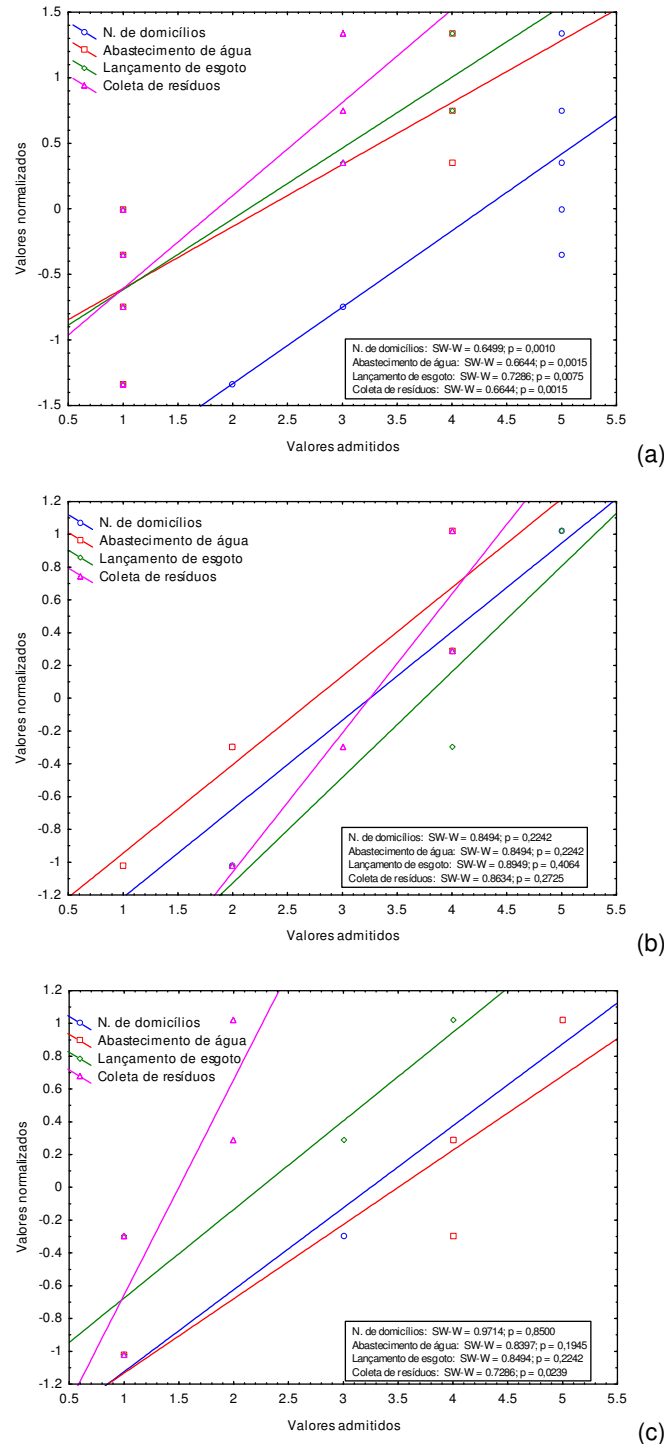 1.5
1
0.5
0
-0.5
-1
-1.5
Valores normalizados
N. de domicílios
Abastecimento de água
Lançamento de esgoto
Coleta de resíduos
N. de domicílios: SW-W = 0.6499; p = 0,0010
Abastecimento de água: SW-W = 0.6644; p = 0,0015
Lançamento de esgoto: SW-W = 0.7286; p = 0,0075
Coleta de resíduos: SW-W = 0.6644; p = 0,0015
0.5 1 1.5 2 2.5 3 3.5 4 4.5 5 5.5
Valores admitidos
(a)
1.2
1
0.8
0.6
0.4
0.2
0
-0.2
-0.4
-0.6
-0.8
-1
-1.2
Valores normalizados
N. de domicílios
Abastecimento de água
Lançamento de esgoto
Coleta de resíduos
N. de domicílios: SW-W = 0.8494; p = 0,2242
Abastecimento de água: SW-W = 0.8494; p = 0,2242
Lançamento de esgoto: SW-W = 0.8949; p = 0,4064
Coleta de resíduos: SW-W = 0.8634; p = 0,2725
0.5 1 1.5 2 2.5 3 3.5 4 4.5 5 5.5
Valores admitidos
(b)
1.2
1
0.8
0.6
0.4
0.2
0
-0.2
-0.4
-0.6
-0.8
-1
-1.2
Valores normalizados
N. de domicílios
Abastecimento de água
Lançamento de esgoto
Coleta de resíduos
N. de domicílios: SW-W = 0.9714; p = 0,8500
Abastecimento de água: SW-W = 0.8397; p = 0,1945
Lançamento de esgoto: SW-W = 0.8494; p = 0,2242
Coleta de resíduos: SW-W = 0.7286; p = 0,0239
0.5 1 1.5 2 2.5 3 3.5 4 4.5 5 5.5
Valores admitidos
(c)